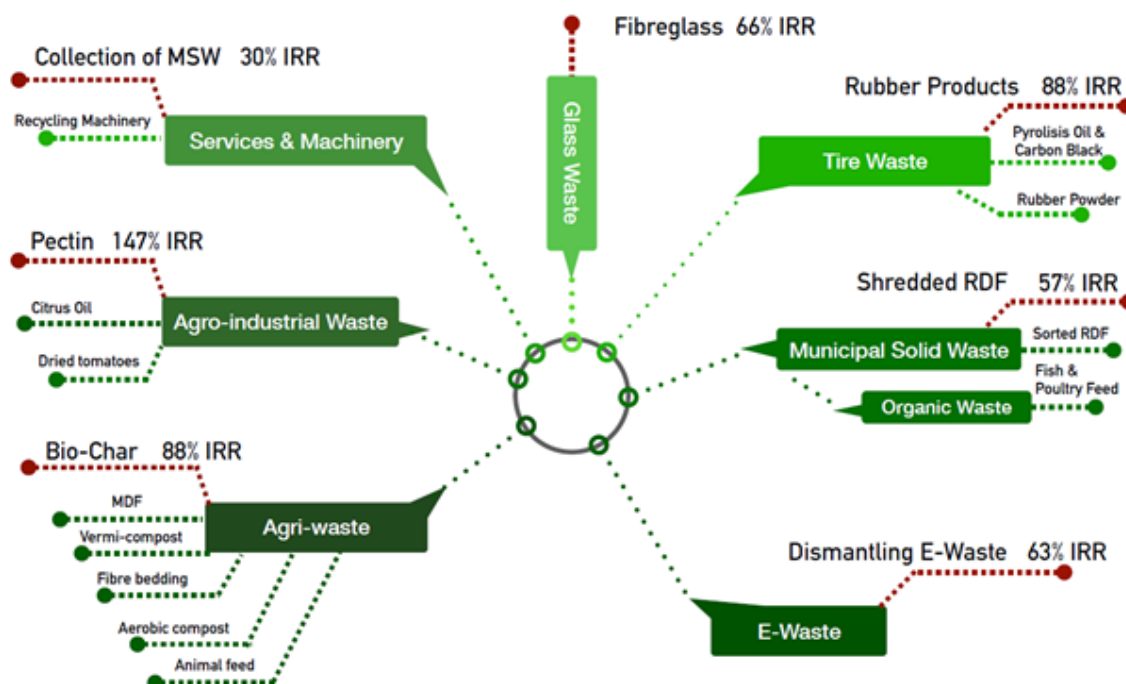 Collection of MSW 30% IRR
Recycling Machinery
Services & Machinery
Fibreglass 66% IRR
Glass Waste
Rubber Products 88% IRR
Pyrolisis Oil &
Carbon Black
Tire Waste
Rubber Powder
Pectin 147% IRR
Citrus Oil
Agro-industrial Waste
Dried tomatoes
Shredded RDF 57% IRR
Municipal Solid Waste
Sorted RDF
Fish &
Poultry Feed
Organic Waste
Bio-Char 88% IRR
MDF
Agri-waste
Vermi-compost
Fibre bedding
Aerobic compost
Animal feed
Dismantling E-Waste 63% IRR
E-Waste